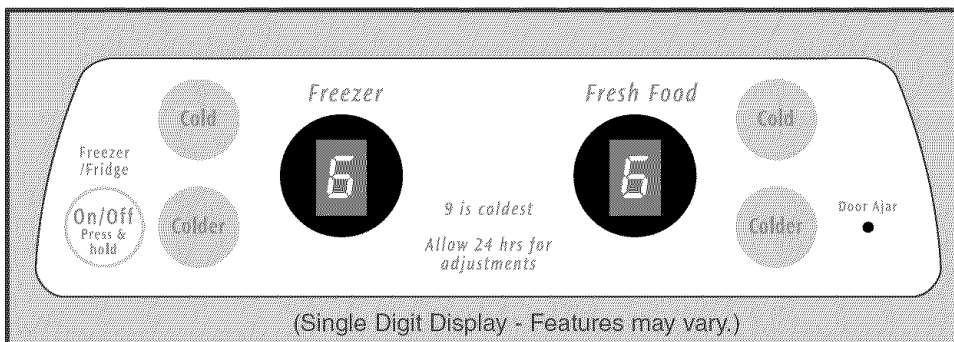 Freezer
/Fridge
On/Off
Press &
hold
Cold
Colder
Freezer
6
9 is coldest
Allow 24 hrs for
adjustments
Fresh Food
6
Cold
Colder
Door Ajar
(Single Digit Display - Features may vary.)